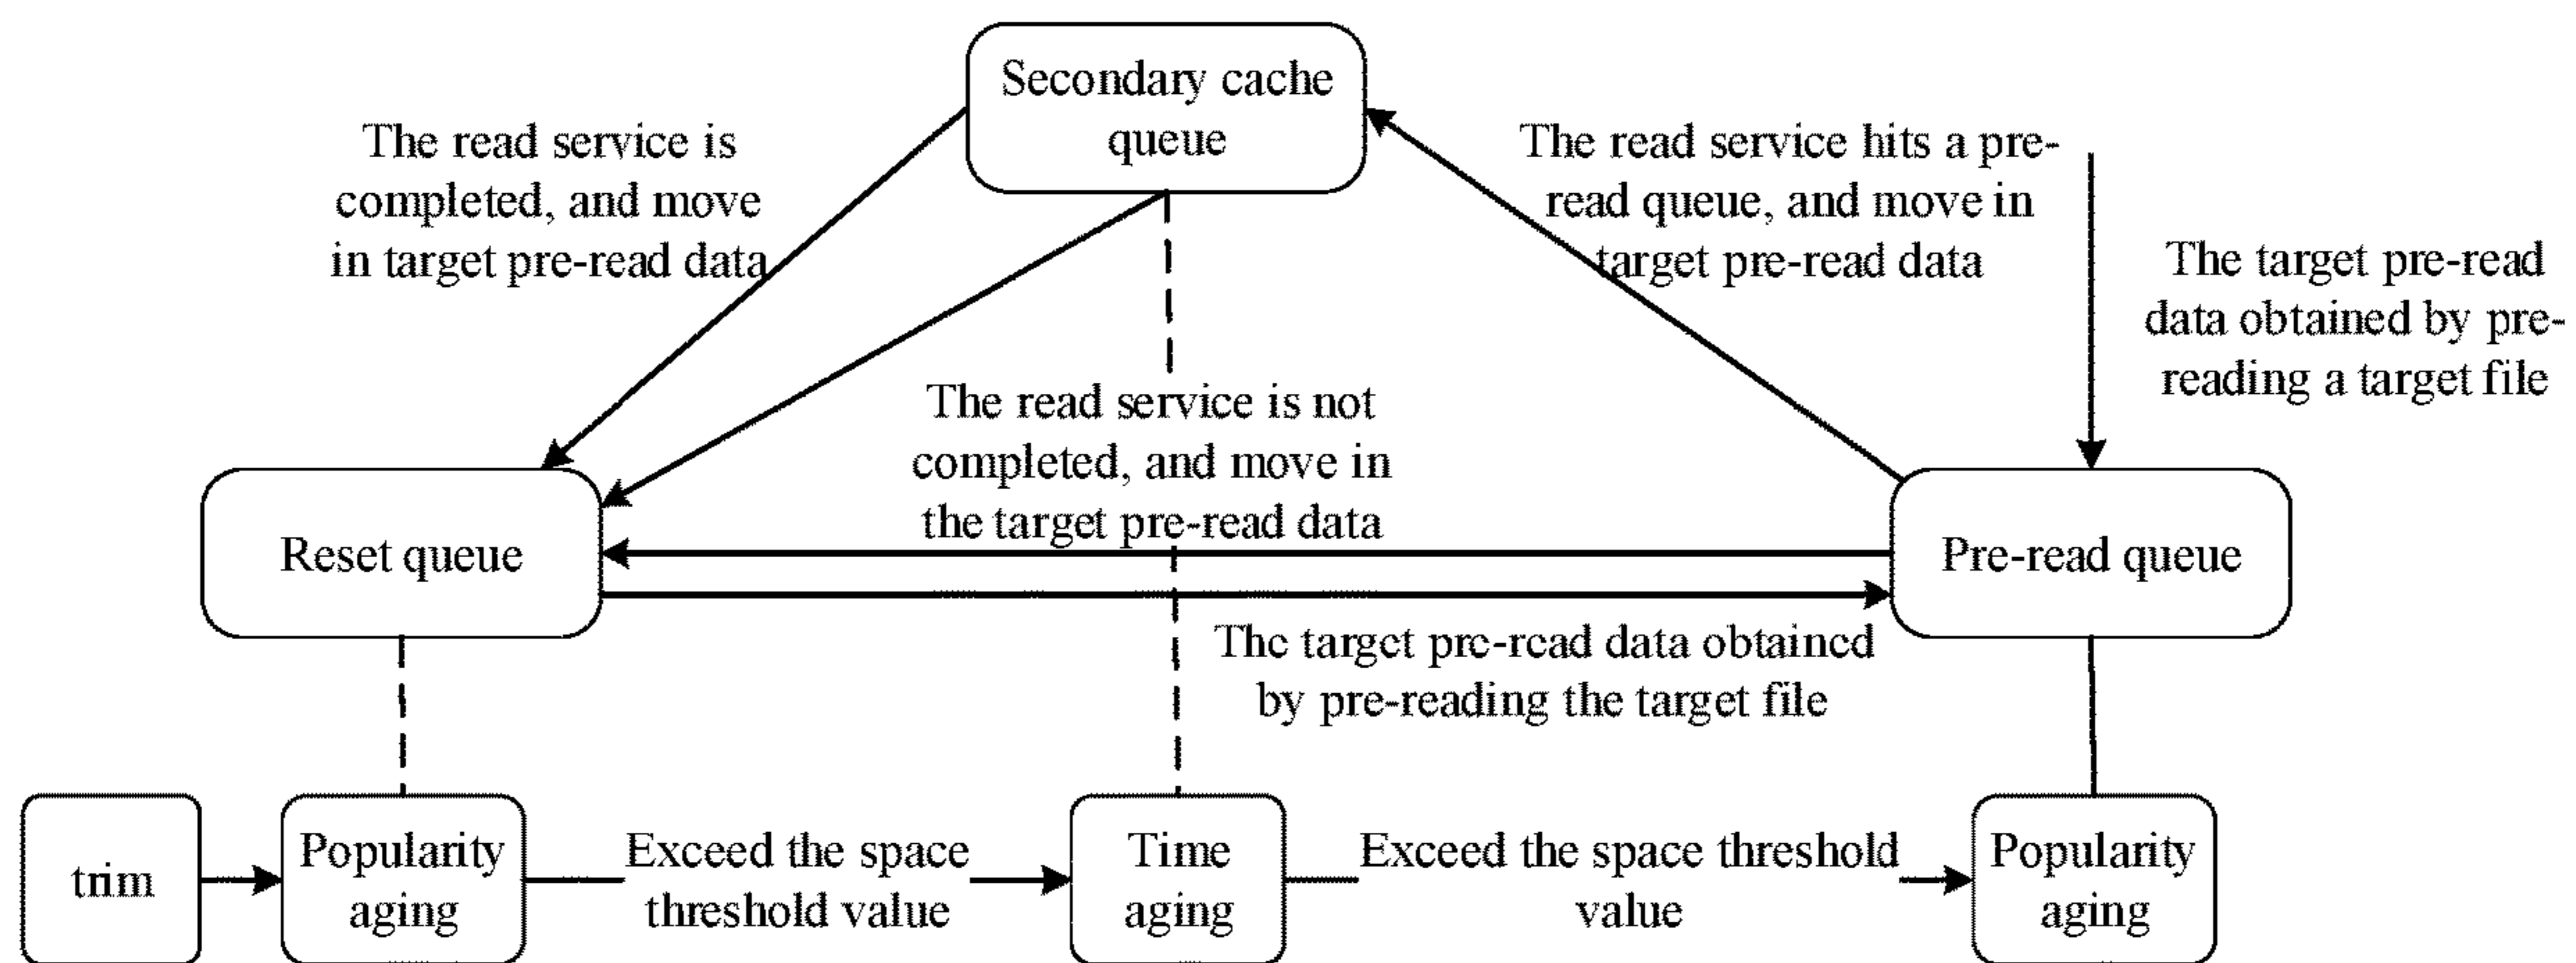 Secondary cache
queue
The read service is
completed, and move
in target pre-read data
The read service hits a pre-
read queue, and move in
target pre-read data
The target pre-read
data obtained by pre-
reading a target file
The read service is not
completed, and move in
the target pre-read data
Reset queue
Pre-read queue
The target pre-read data obtained
by pre-reading the target file
trim
Popularity
aging
Exceed the space
threshold value
Time
aging
Exceed the space threshold
value
Popularity
aging